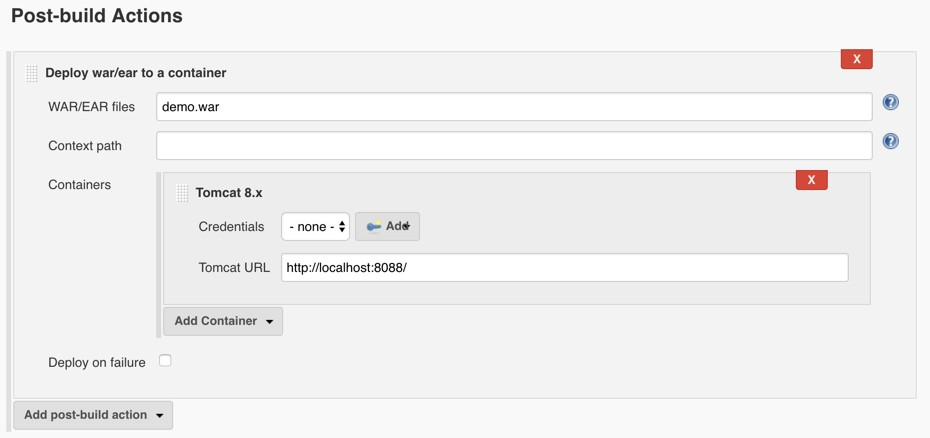 Post-build Actions
X
Deploy war/ear to a container
WAR/EAR files demo.war ?
Context path ?
Containers
X
Tomcat 8.x
Credentials - none - Add
Tomcat URL http://localhost:8088/
Add Container
Deploy on failure
Add post-build action